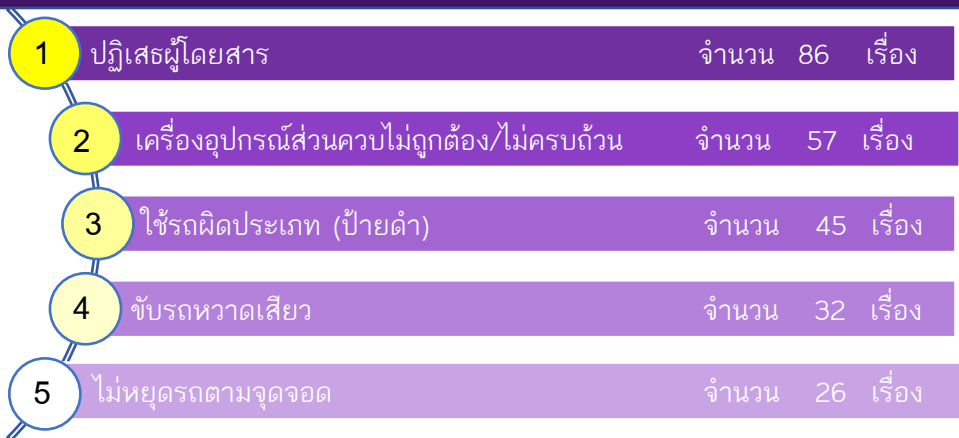 1 ปฏิเสธผู้โดยสาร จำนวน 86 เรื่อง
2 เครื่องอุปกรณ์ส่วนควบไม่ถูกต้อง/ไม่ครบถ้วน จำนวน 57 เรื่อง
3 ใช้รถผิดประเภท (ป้ายดำ) จำนวน 45 เรื่อง
4 ขับรถหวาดเสียว จำนวน 32 เรื่อง
5 ไม่หยุดรถตามจุดจอด จำนวน 26 เรื่อง